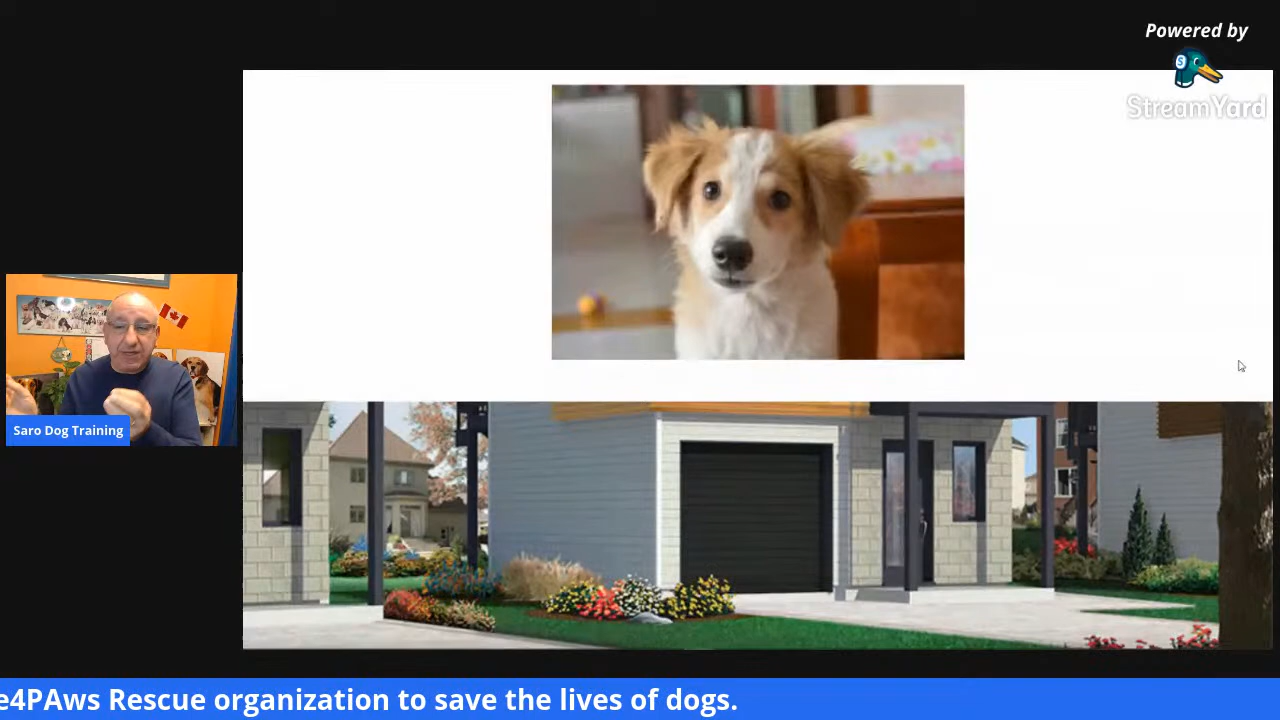 Powered by
StreamYard
Saro Dog Training
e4PAws Rescue organization to save the lives of dogs.